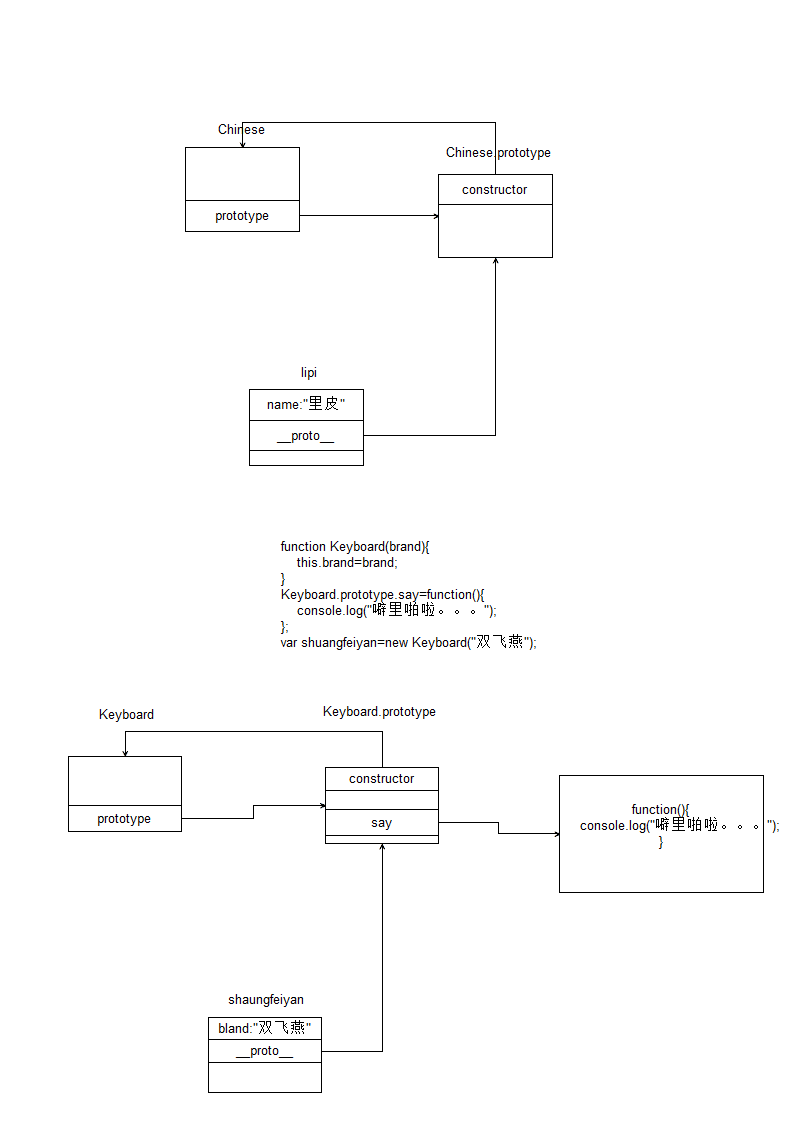 Chinese
Chinese.prototype
constructor
prototype
lipi
name:"里皮"
__proto__
function Keyboard(brand){
this.brand=brand;
}
Keyboard.prototype.say=function(){
console.log("噼里啪啦。。。");
};
var shuangfeiyan=new Keyboard("双飞燕");
Keyboard
Keyboard.prototype
constructor
prototype
say
function(){
console.log("噼里啪啦。。。");
}
shaungfeiyan
bland:"双飞燕"
__proto__